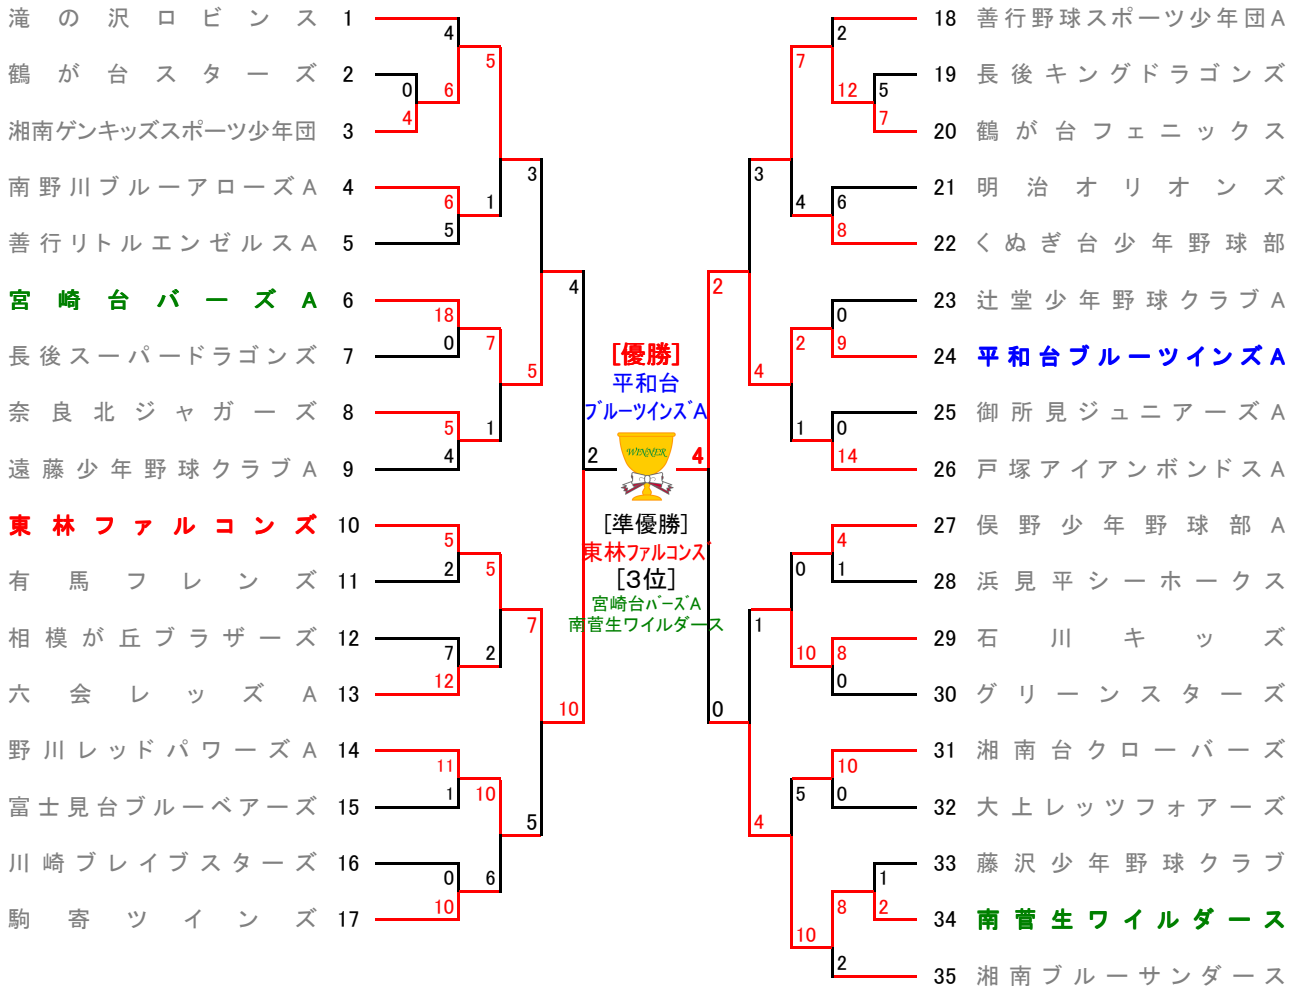 滝の沢ロビンス 1
4
5
鶴が台スターズ 2
0
6
湘南ゲンキッズスポーツ少年団 3
4
3
南野川ブルーアローズA 4
6
1
善行リトルエンゼルスA 5
5
4
宮崎台バーズA 6
18
7
長後スーパードラゴンズ 7
0
5
奈良北ジャガーズ 8
5
1
遠藤少年野球クラブA 9
4
2
東林ファルコンズ 10
5
5
有馬フレンズ 11
2
7
相模が丘ブラザーズ 12
7
2
六会レッズA 13
12
10
野川レッドパワーズA 14
11
10
富士見台ブルーベアーズ 15
1
5
川崎ブレイブスターズ 16
0
6
駒寄ツインズ 17
10
[優勝]
平和台
ブルーツインズA
WINNER
4
[準優勝]
東林ファルコンズ
[3位]
宮崎台バーズA
南菅生ワイルダース
18 善行野球スポーツ少年団A
2
7
19 長後キングドラゴンズ
5
12
20 鶴が台フェニックス
7
3
21 明治オリオンズ
6
4
22 くぬぎ台少年野球部
8
2
23 辻堂少年野球クラブA
0
2
24 平和台ブルーツインズA
9
4
25 御所見ジュニアーズA
0
1
26 戸塚アイアンボンドスA
14
27 俣野少年野球部A
4
0
28 浜見平シーホークス
1
1
29 石川キッズ
8
10
30 グリーンスターズ
0
0
31 湘南台クローバーズ
10
5
32 大上レッツフォアーズ
0
4
33 藤沢少年野球クラブ
1
8
34 南菅生ワイルダース
2
10
35 湘南ブルーサンダース
2